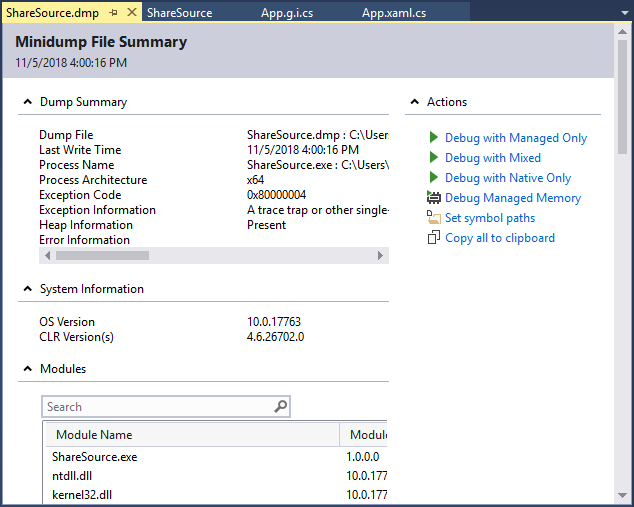 ShareSource.dmp ShareSource App.g.i.cs App.xaml.cs
Minidump File Summary
11/5/2018 4:00:16 PM
Dump Summary
Dump File ShareSource.dmp : C:\Users
Last Write Time 11/5/2018 4:00:16 PM
Process Name ShareSource.exe : C:\Users\
Process Architecture x64
Exception Code 0x80000004
Exception Information A trace trap or other single-
Heap Information Present
Error Information
System Information
OS Version 10.0.17763
CLR Version(s) 4.6.26702.0
Modules
Search
Module Name Module
ShareSource.exe 1.0.0.0
ntdll.dll 10.0.177
kernel32.dll 10.0.177
Actions
Debug with Managed Only
Debug with Mixed
Debug with Native Only
Debug Managed Memory
Set symbol paths
Copy all to clipboard